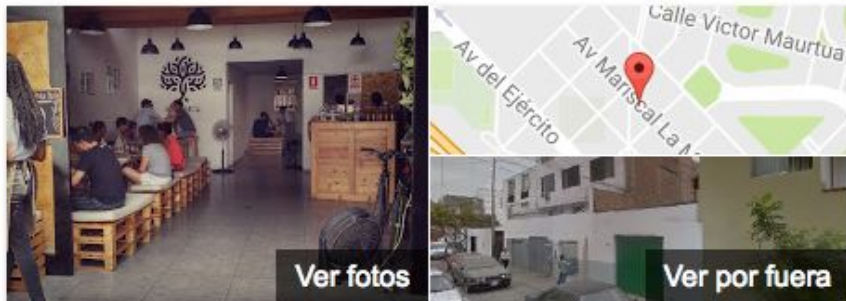 Ver fotos
Calle Victor Maurtua
Av Mariscal La M
Av del Ejército
Ver por fuera